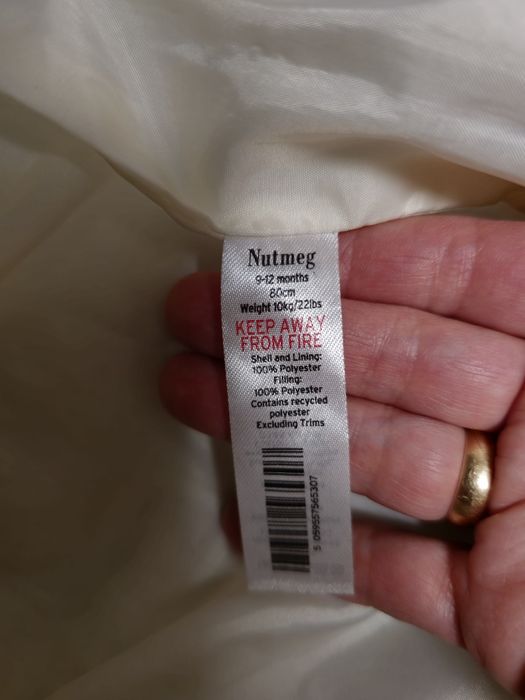 Nutmeg
9-12 months
80cm
Weight 10kg/22lbs
KEEP AWAY
FROM FIRE
Shell and Lining:
100% Polyester
Filling:
100% Polyester
Contains recycled
polyester
Excluding Trims
5 059557565307